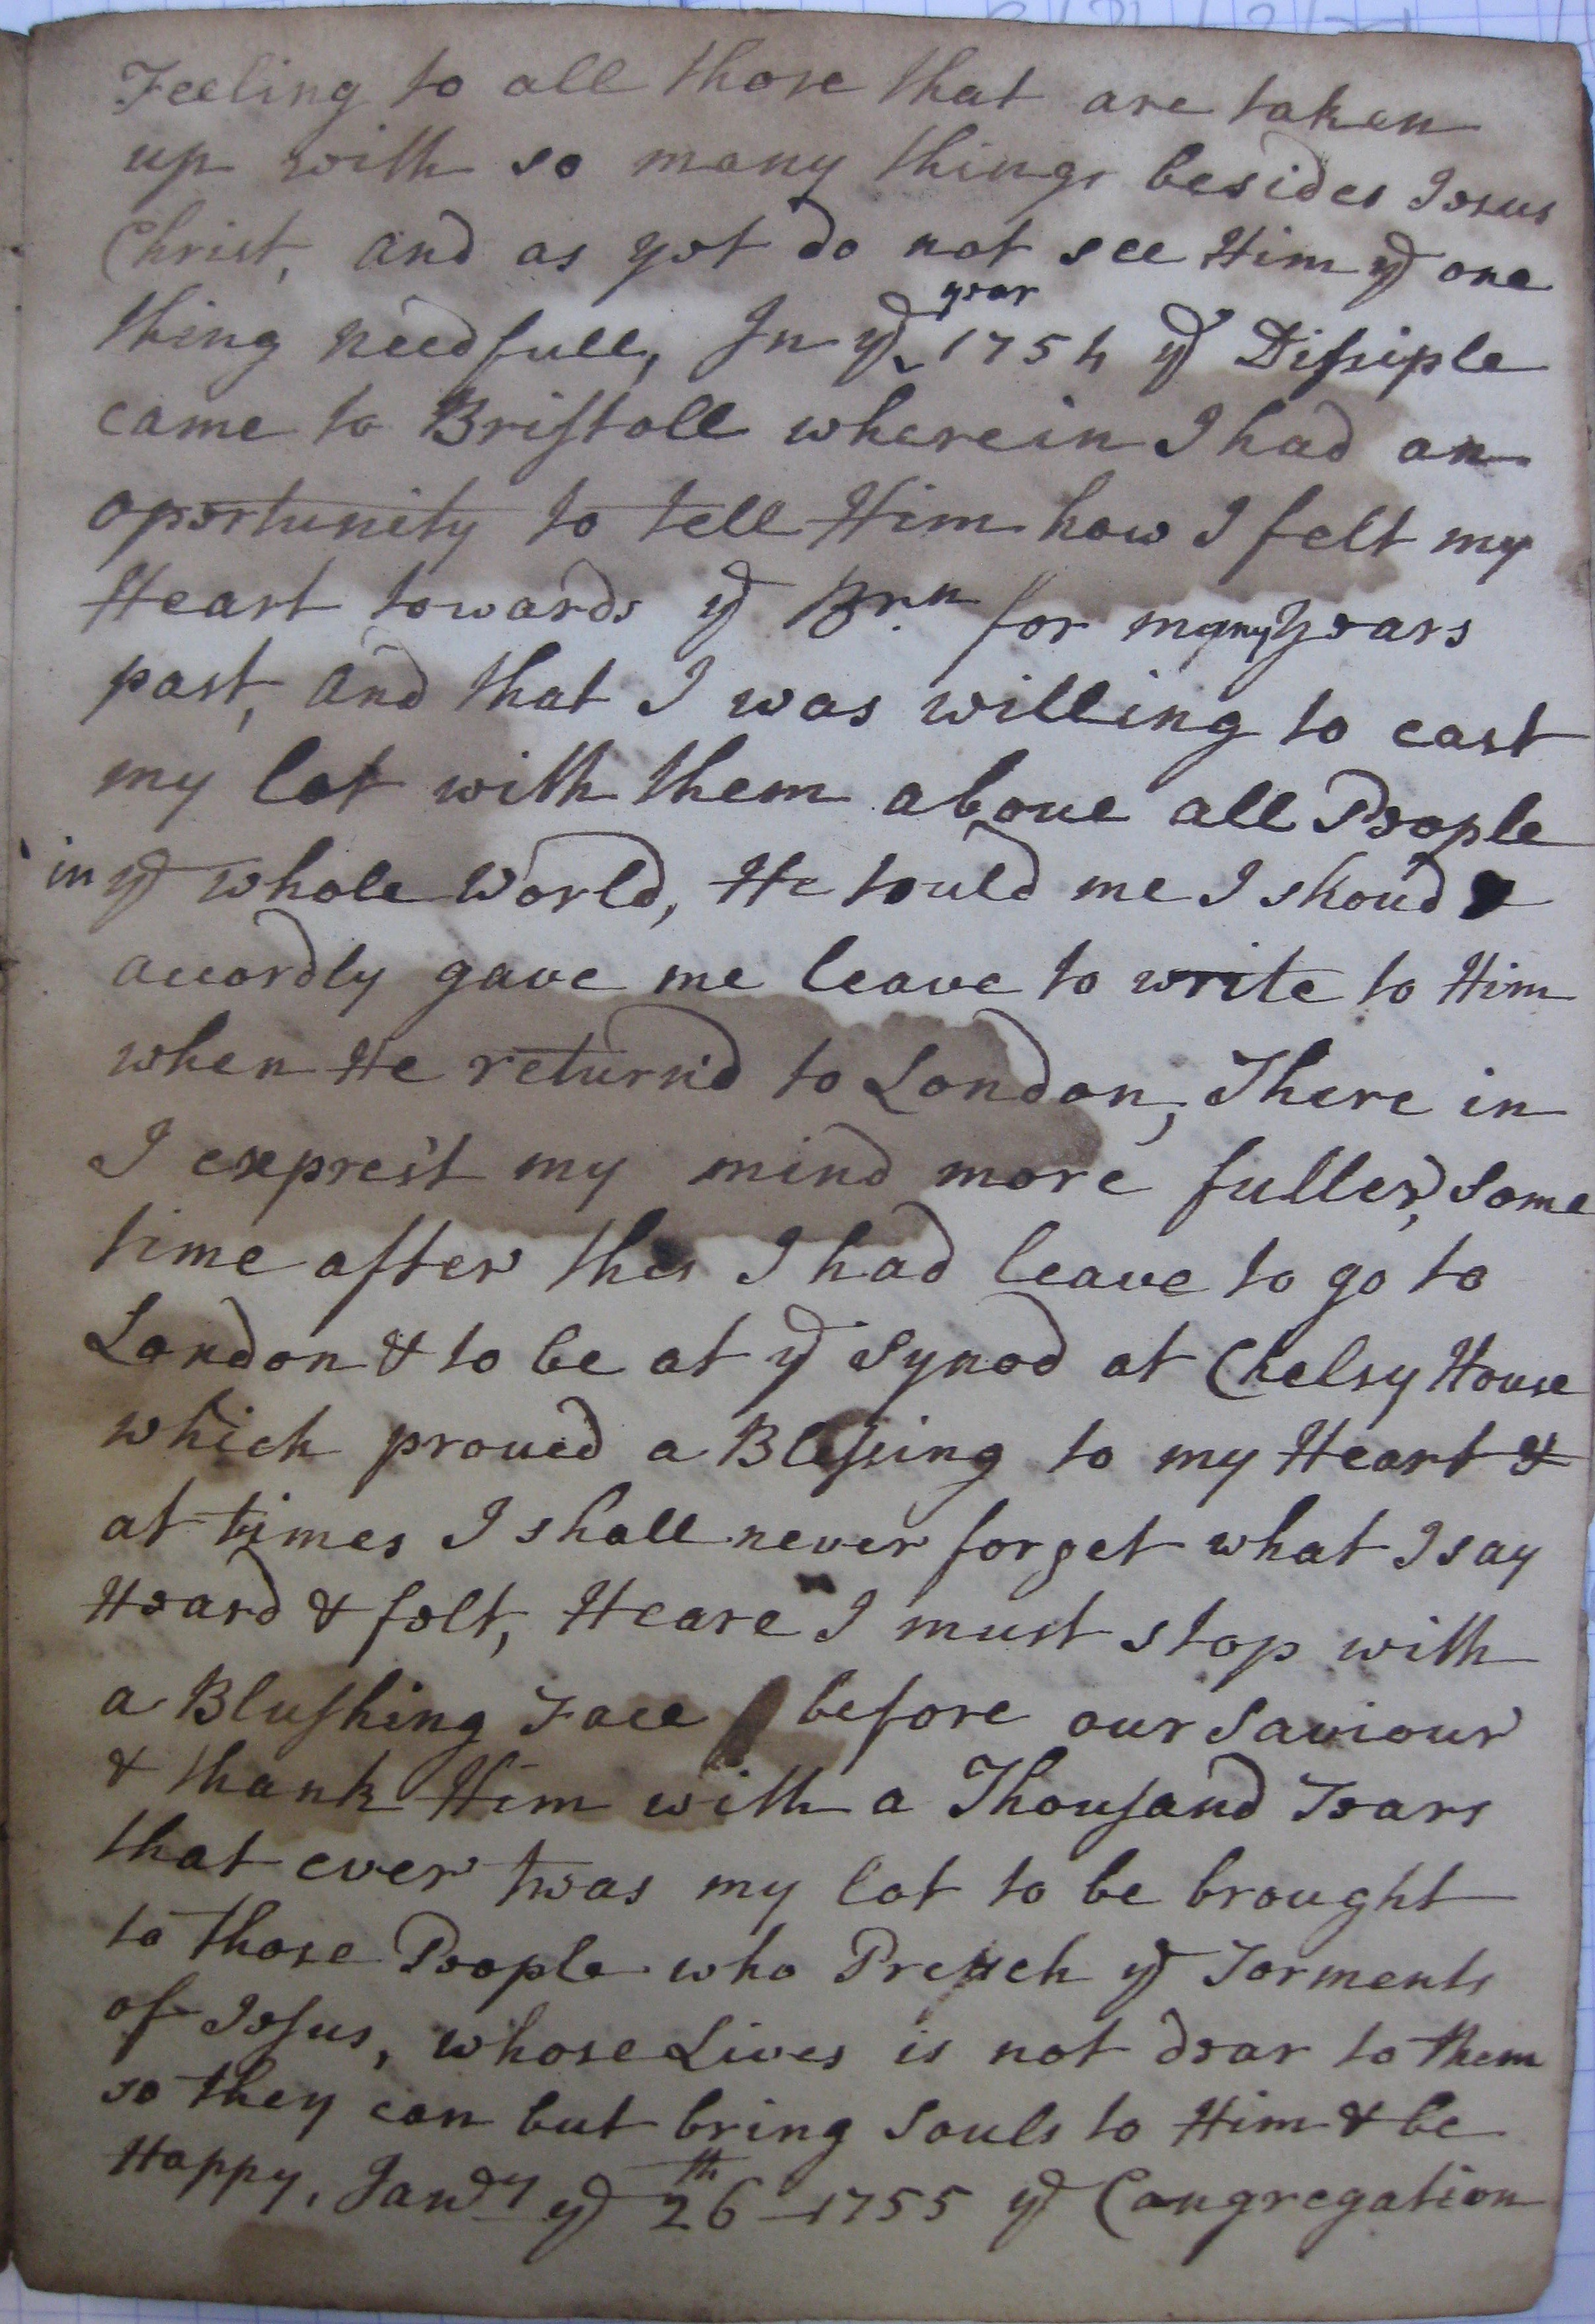 Feeling to all those that are taken
up with so many things besides Jesus
Christ, and as yet do not see Him ye one
thing needfull, In ye year 1754 ye Dissiple
came to Bristoll wherein I had an
oportunity to tell Him how I felt my
Heart towards ye Brn. for many years
past, and that I was willing to cast
my lot with them above all People
in ye whole World, He tould me I shoud &
acordly gave me leave to write to Him
when He return'd to London, There in
I exprest my mind more fuller, Some
time after this I had leave to go to
London & to be at ye Synod at Chelsy House
which proued a Blessing to my Heart &
at times I shall never forget what I say
Heard & felt, Heare I must stop with
a Blushing Face before our Saviour
& thank Him with a Thousand Tears
that ever twas my lot to be brought
to those People who Preach ye Torments
of Jesus, whose Lives is not dear to them
so they can but bring Souls to Him & be
Happy, Jandy ye 26th 1755 ye Congregation